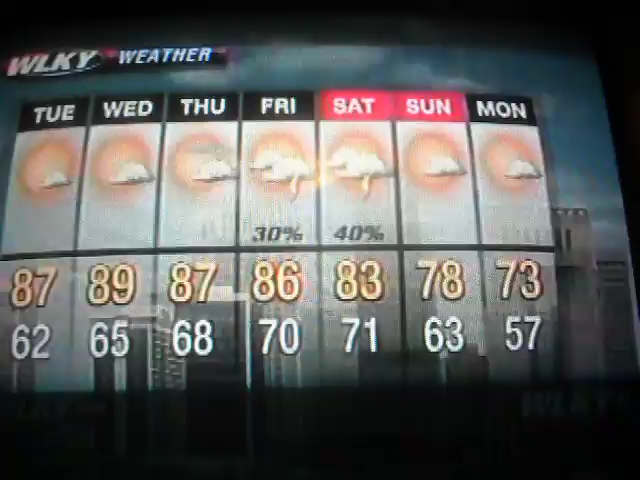 WLKY WEATHER
TUE WED THU FRI SAT SUN MON
30% 40%
87 89 87 86 83 78 73
62 65 68 70 71 63 57